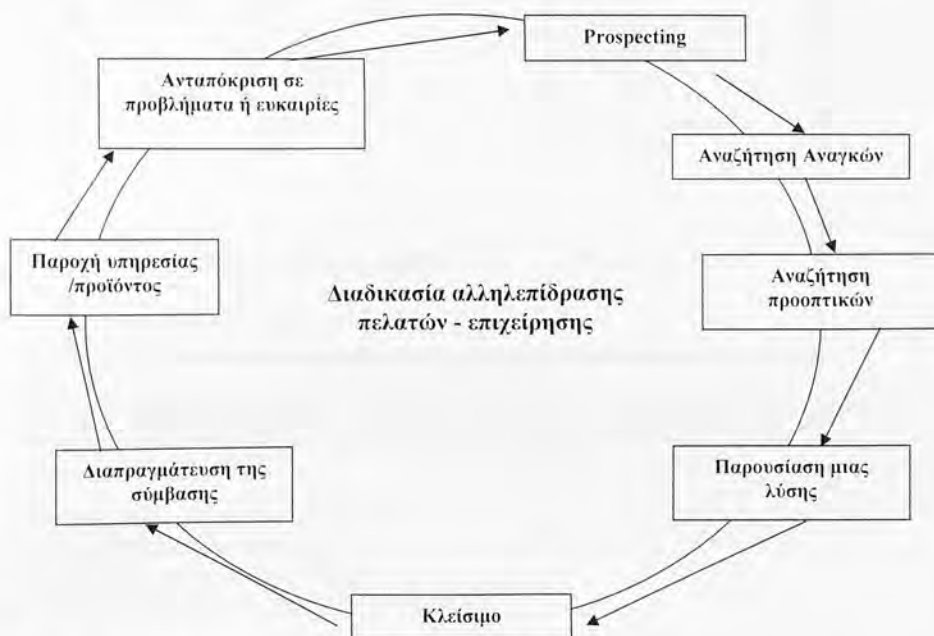 Prospecting
Αναζήτηση Αναγκών
Αναζήτηση
προοπτικών
Παρουσίαση μιας
λύσης
Κλείσιμο
Διαπραγμάτευση της
σύμβασης
Παροχή υπηρεσίας
/προϊόντος
Ανταπόκριση σε
προβλήματα ή ευκαιρίες
Διαδικασία αλληλεπίδρασης
πελατών - επιχείρησης